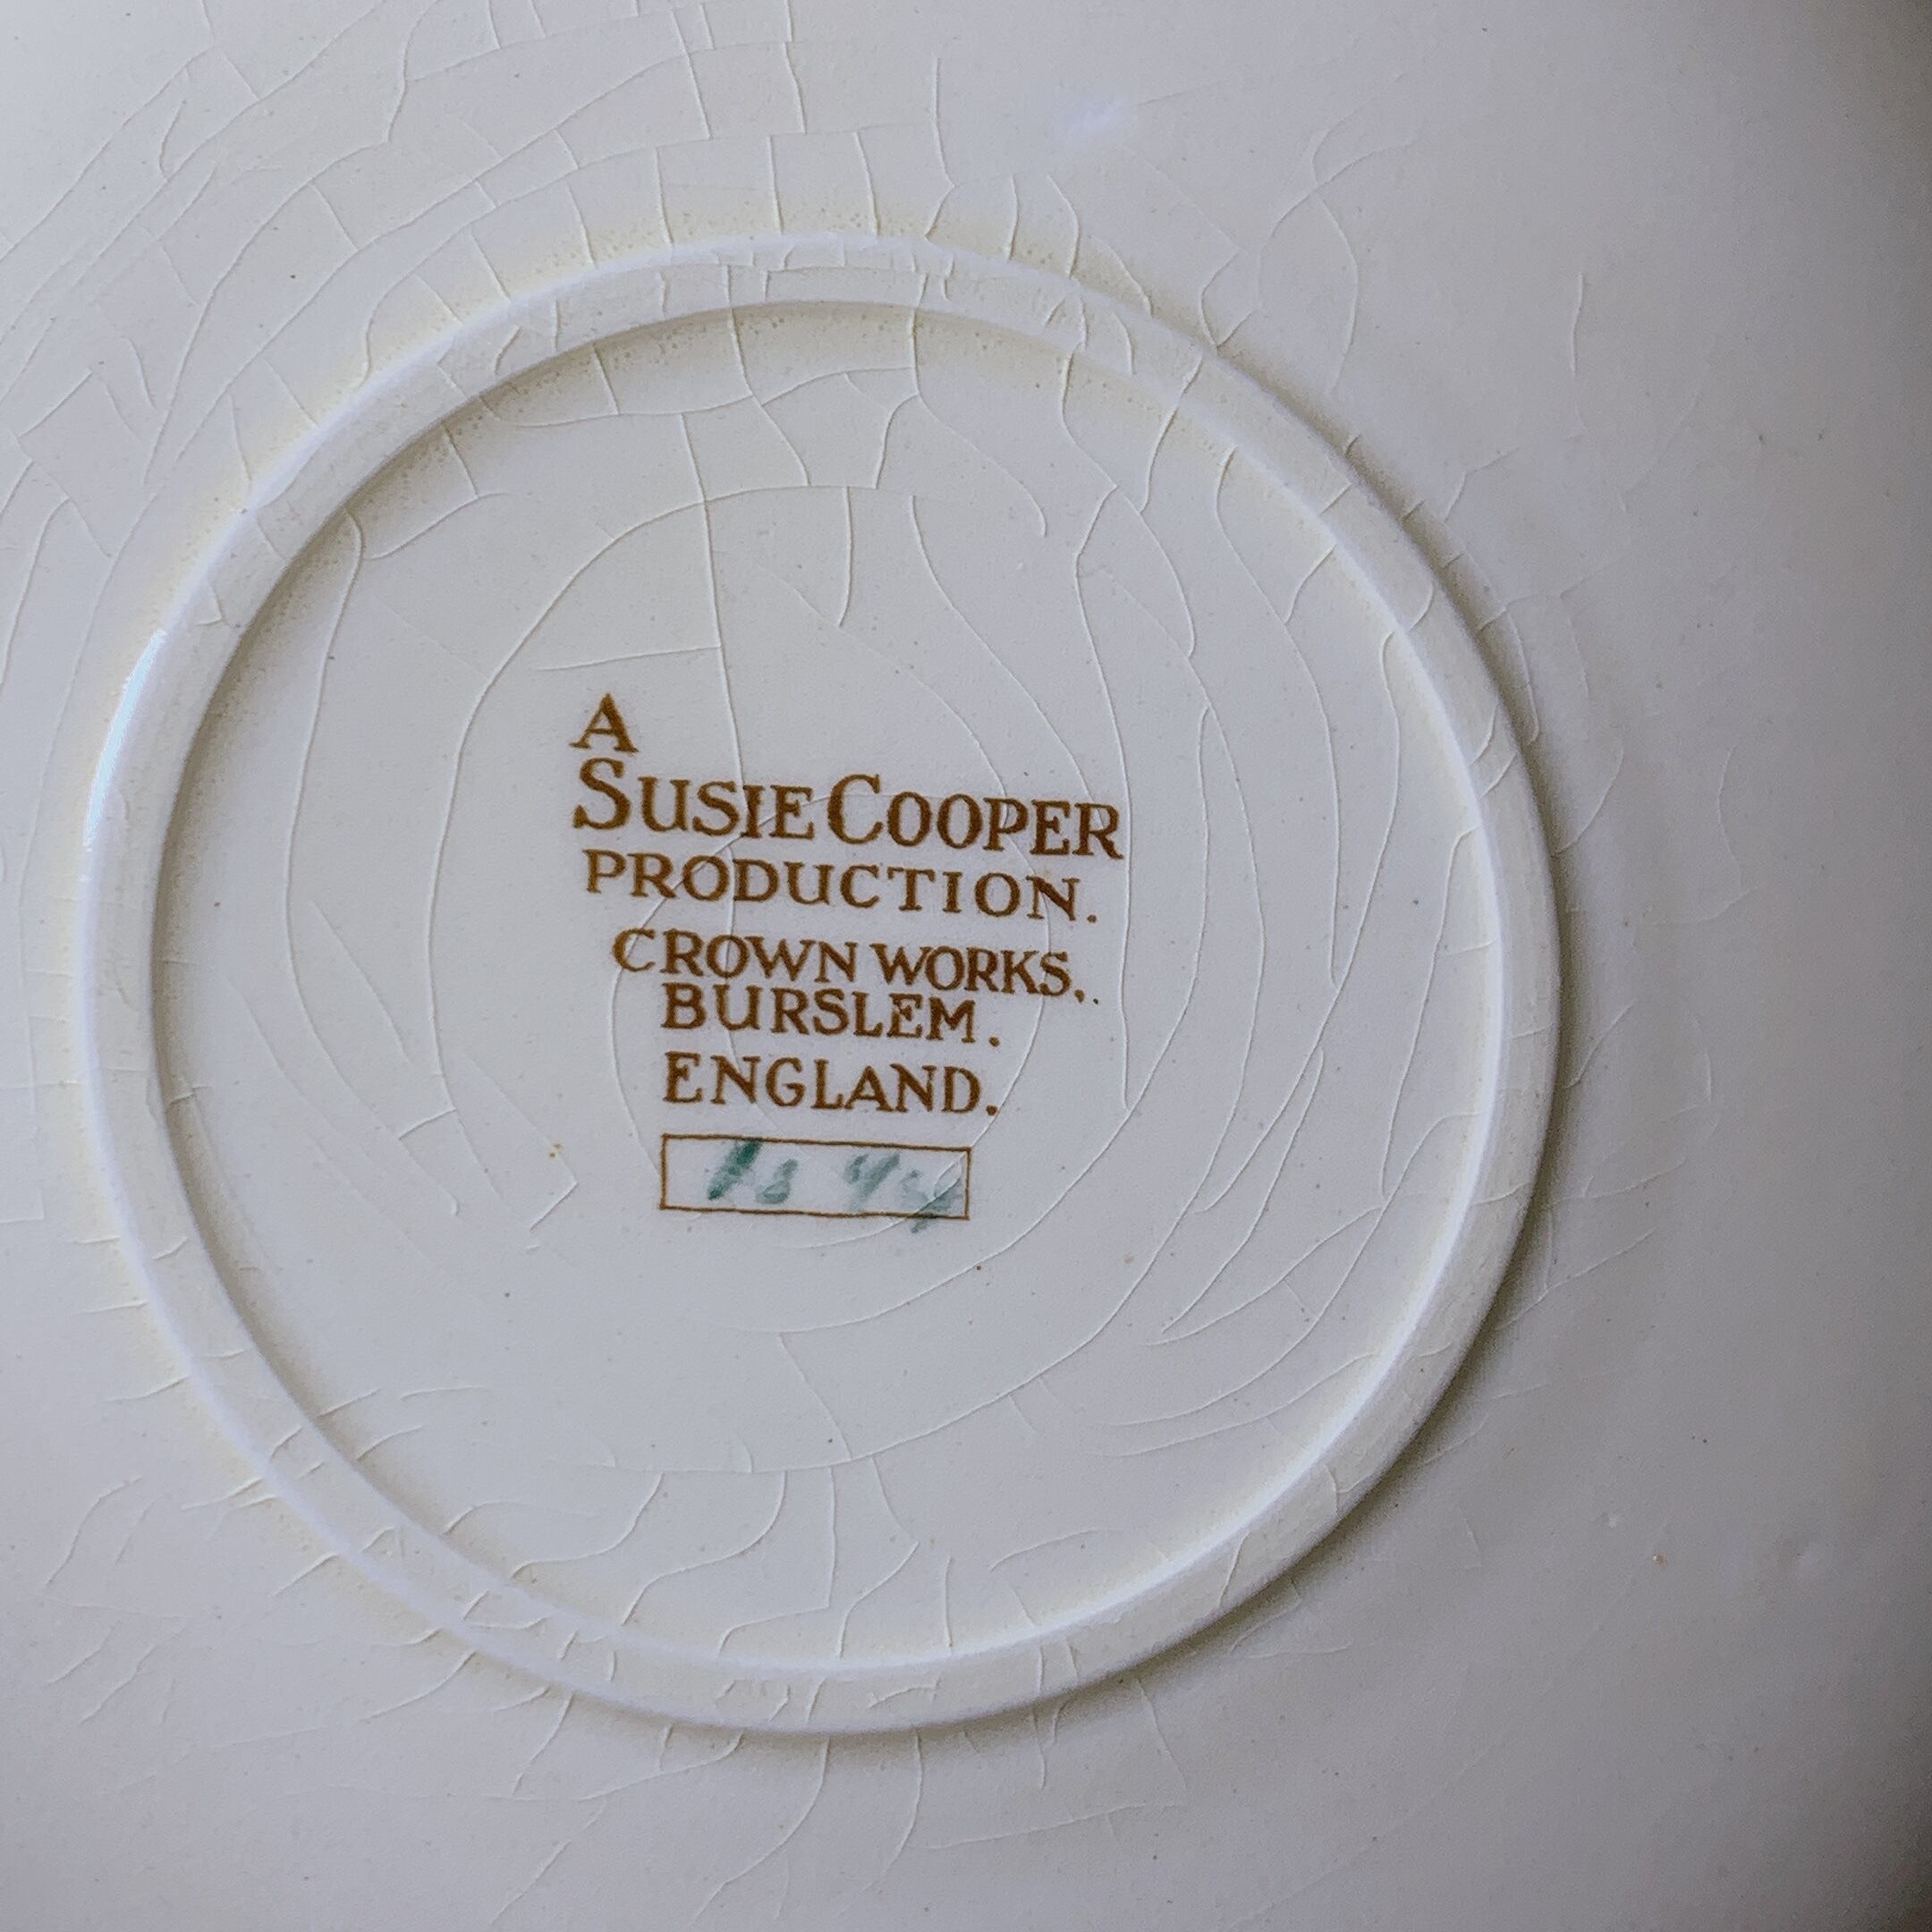 A
SUSIE COOPER
PRODUCTION.
CROWN WORKS,.
BURSLEM.
ENGLAND.